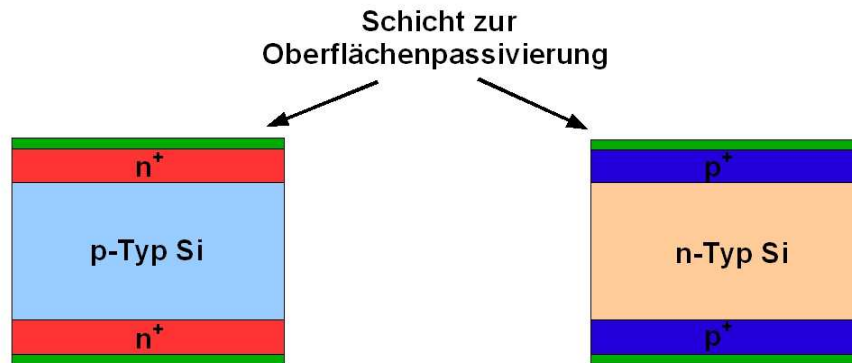 Schicht zur
Oberflächenpassivierung
n⁺
p⁺
p-Typ Si
n-Typ Si
n⁺
p⁺